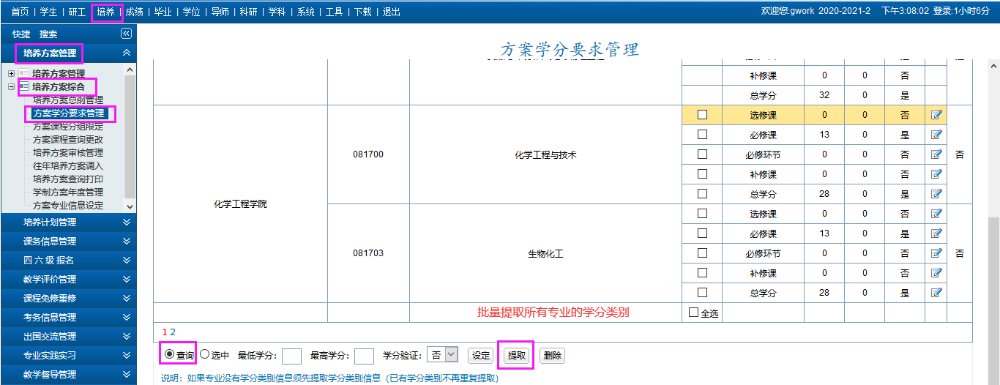 首页 | 学生 | 研工 | 培养 | 成绩 | 毕业 | 学位 | 导师 | 科研 | 学科 | 系统 | 工具 | 下载 | 退出
欢迎您:gwork 2020-2021-2 下午3:08:02 登录:1小时6分
快捷 搜索
培养方案管理
培养方案管理
培养方案综合
培养方案总纲管理
方案学分要求管理
方案课程分组限定
方案课程查询更改
培养方案审核管理
往年培养方案调入
培养方案查询打印
学制方案年度管理
方案专业信息设定
培养计划管理
课务信息管理
四 六 级 报名
教学评价管理
课程免修重修
考务信息管理
出国交流管理
专业实践实习
教学督导管理
方案学分要求管理
补修课 0 0 否
总学分 32 0 是
化学工程学院
081700 化学工程与技术
选修课 0 0 否
必修课 13 0 是
必修环节 0 0 否 否
补修课 0 0 否
总学分 28 0 是
081703 生物化工
选修课 0 0 否
必修课 13 0 是
必修环节 0 0 否 否
补修课 0 0 否
总学分 28 0 是
批量提取所有专业的学分类别 全选
1 2
查询 选中 最低学分： 最高学分： 学分验证： 否 设定 提取 删除
说明：如果专业没有学分类别信息须先提取学分类别信息（已有学分类别不再重复提取）